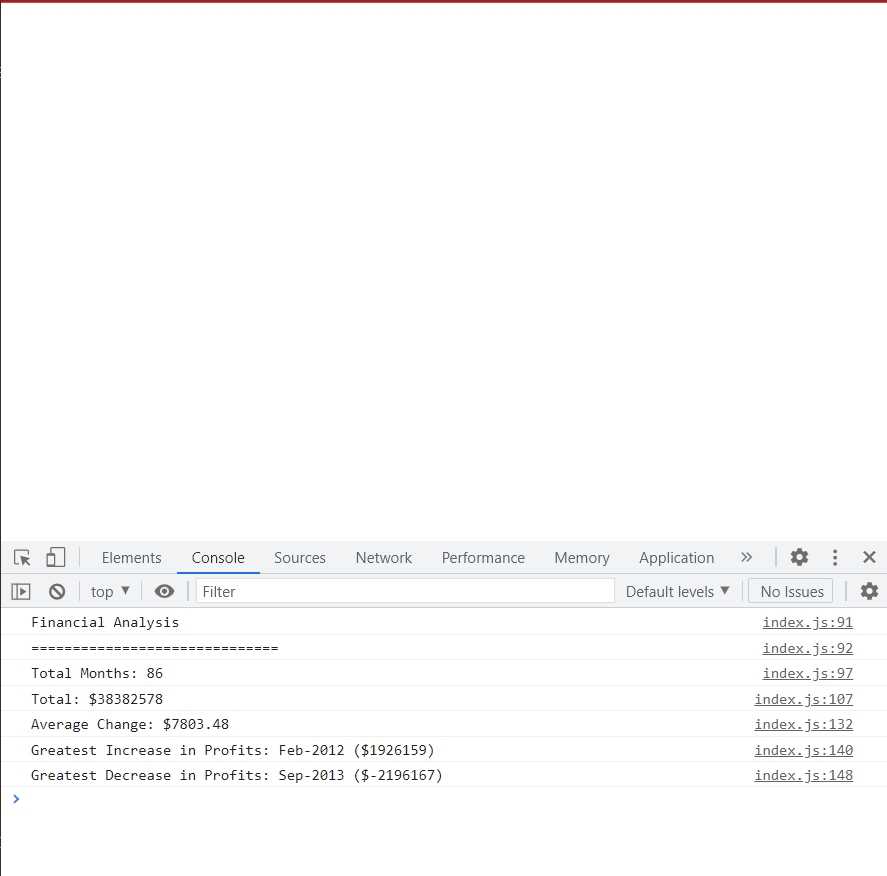 Elements Console Sources Network Performance Memory Application
top Filter Default levels No Issues
Financial Analysis index.js:91
============================== index.js:92
Total Months: 86 index.js:97
Total: $38382578 index.js:107
Average Change: $7803.48 index.js:132
Greatest Increase in Profits: Feb-2012 ($1926159) index.js:140
Greatest Decrease in Profits: Sep-2013 ($-2196167) index.js:148